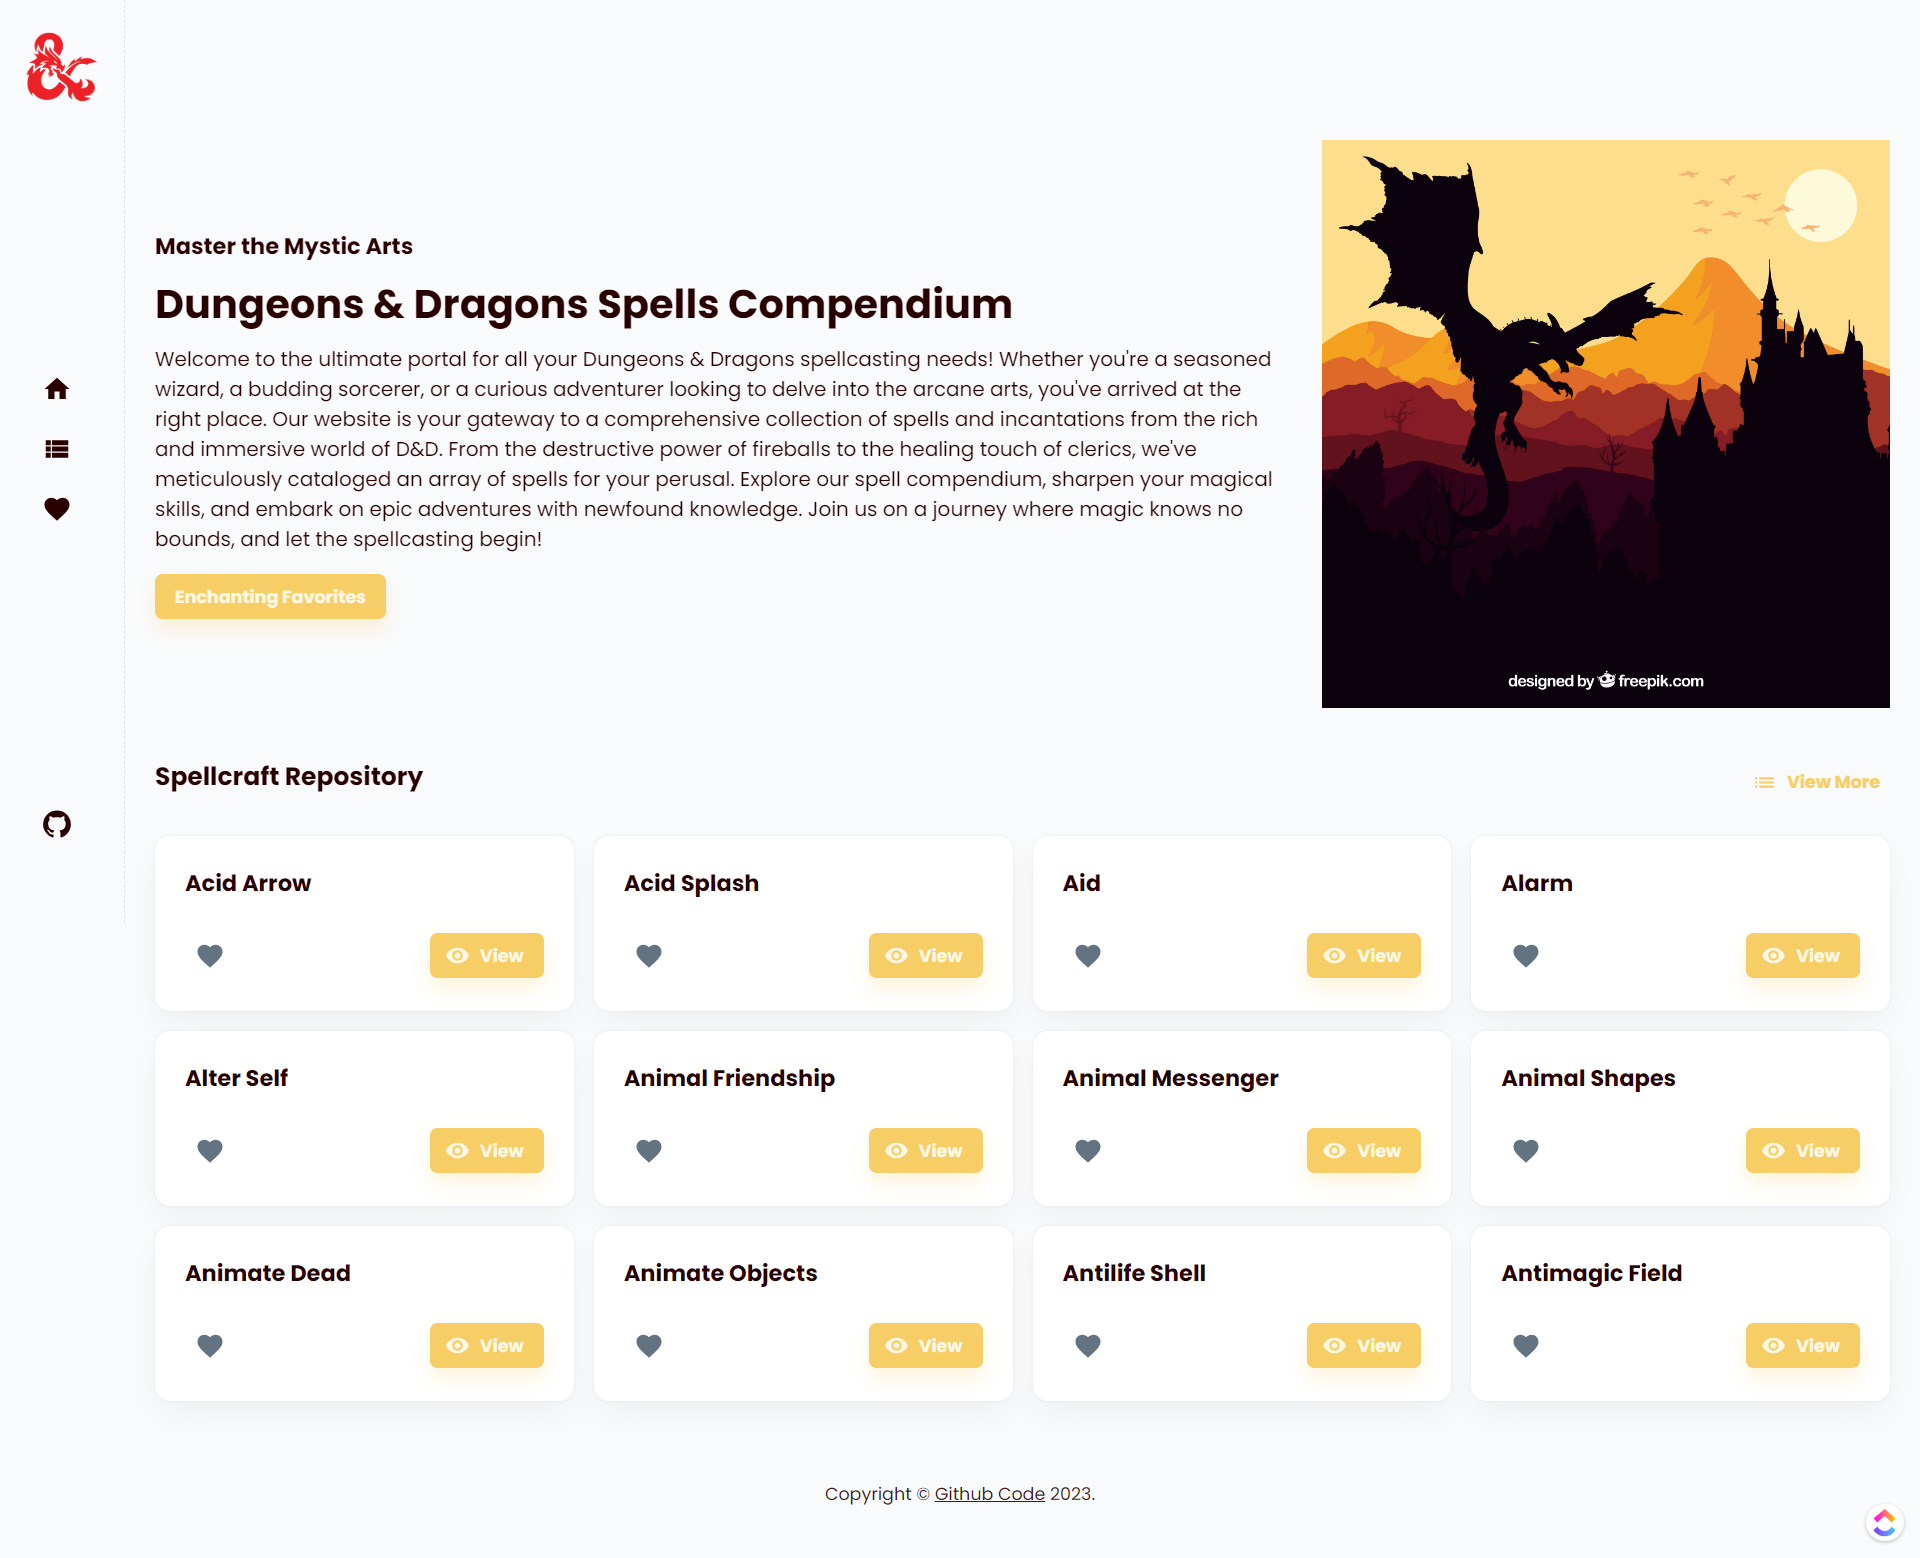 Master the Mystic Arts
Dungeons & Dragons Spells Compendium
Welcome to the ultimate portal for all your Dungeons & Dragons spellcasting needs! Whether you're a seasoned
wizard, a budding sorcerer, or a curious adventurer looking to delve into the arcane arts, you've arrived at the
right place. Our website is your gateway to a comprehensive collection of spells and incantations from the rich
and immersive world of D&D. From the destructive power of fireballs to the healing touch of clerics, we've
meticulously cataloged an array of spells for your perusal. Explore our spell compendium, sharpen your magical
skills, and embark on epic adventures with newfound knowledge. Join us on a journey where magic knows no
bounds, and let the spellcasting begin!
Enchanting Favorites
designed by freepik.com
Spellcraft Repository
View More
Acid Arrow
View
Acid Splash
View
Aid
View
Alarm
View
Alter Self
View
Animal Friendship
View
Animal Messenger
View
Animal Shapes
View
Animate Dead
View
Animate Objects
View
Antilife Shell
View
Antimagic Field
View
Copyright © Github Code 2023.